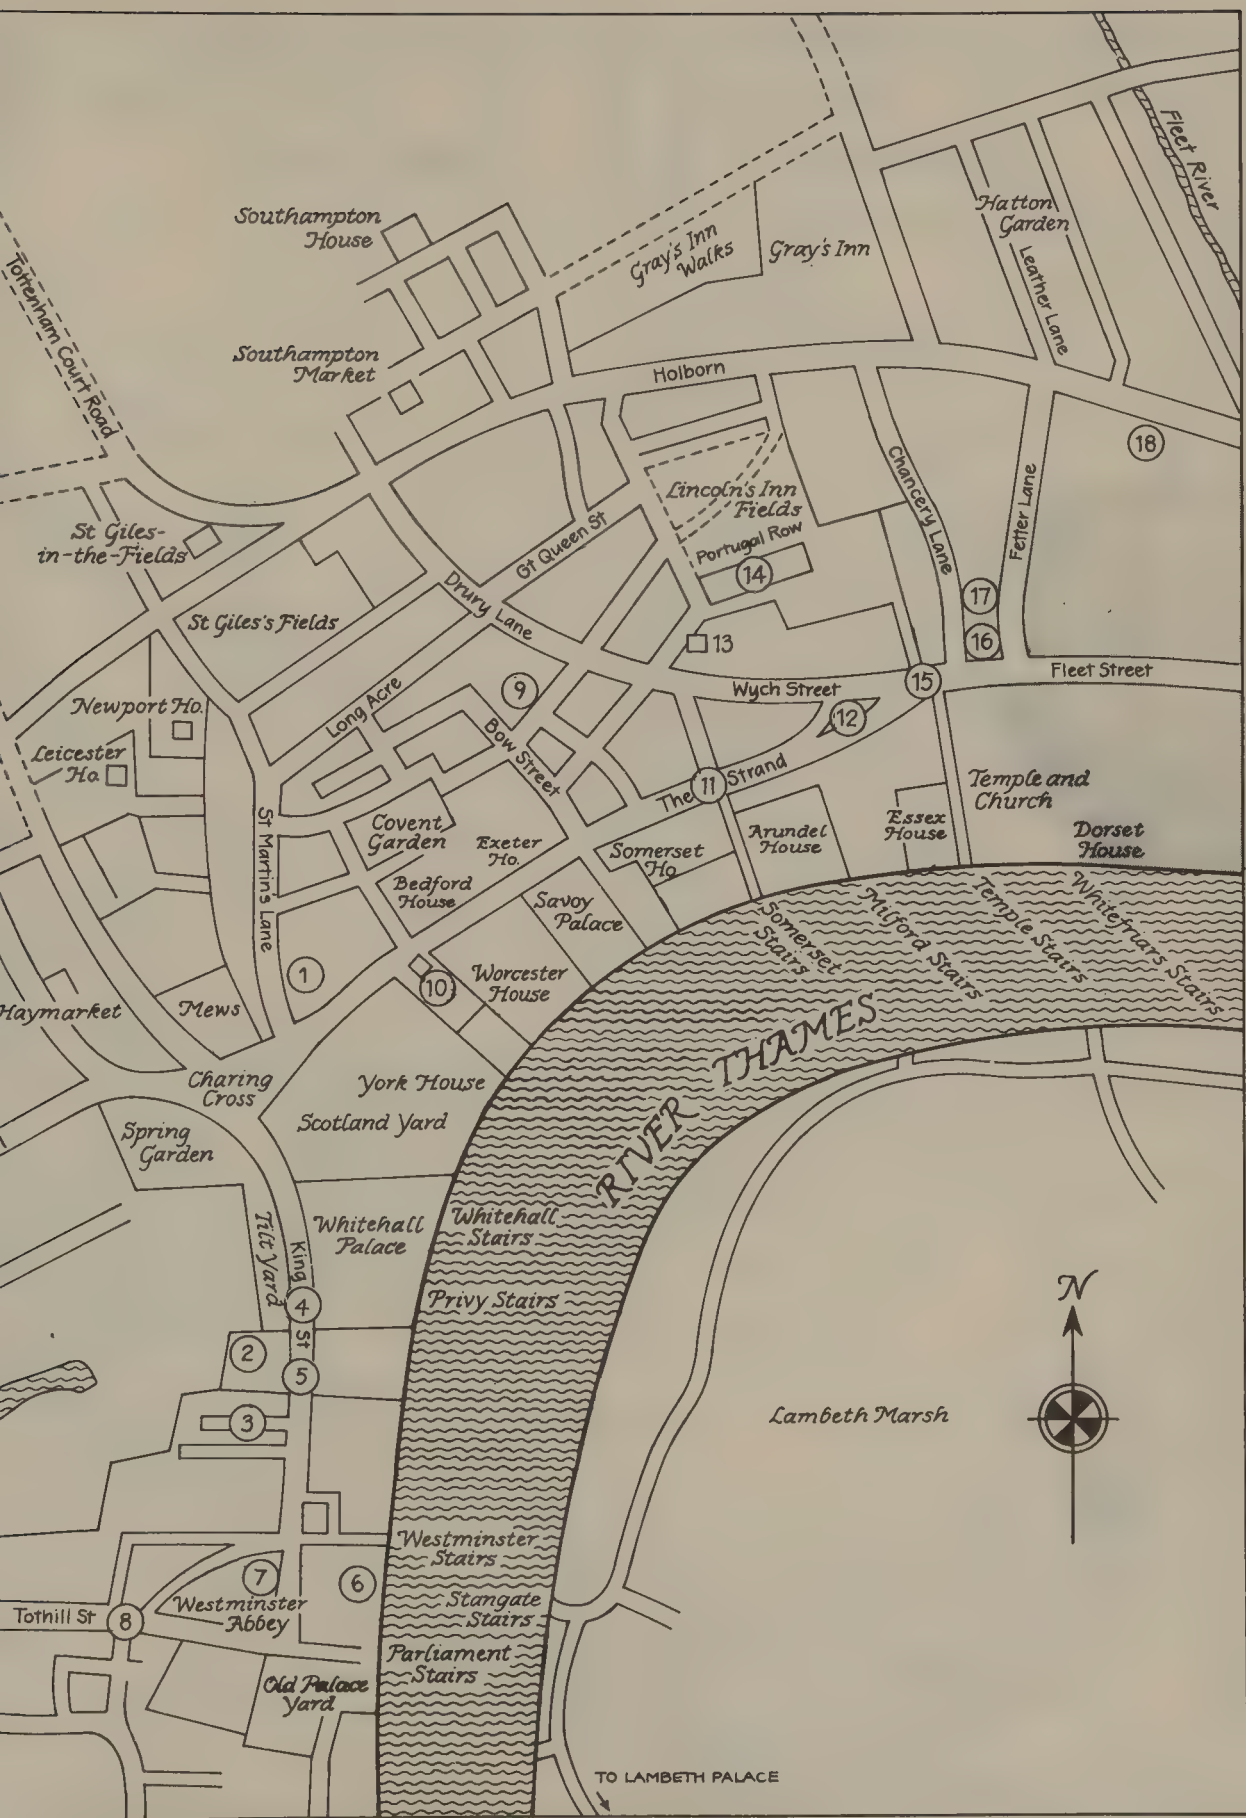 Fleet River
Southampton
House
Hatton
Garden
Gray's Inn
Walks
Gray's Inn
Leather Lane
Tottenham Court Road
Southampton
Market
Holborn
18
Chancery Lane
Fetter Lane
Lincoln's Inn
Fields
St Giles-
in-the-Fields
Gt Queen St
Portugal Row
14
Drury Lane
17
St Giles's Fields
16
13
Fleet Street
15
Wych Street
9
Long Acre
Newport Ho.
12
Bow Street
Leicester
Ho.
11
The Strand
Temple and
Church
St Martins Lane
Covent
Garden
Exeter
Ho.
Somerset
Ho.
Arundel
House
Essex
House
Dorset
House
Bedford
House
Savoy
Palace
Somerset
Stairs
Milford Stairs
Temple Stairs
Whitefriars Stairs
1
10
Worcester
House
Haymarket
Mews
RIVER THAMES
Charing
Cross
York House
Scotland Yard
Spring
Garden
Tilt Yard
King St
Whitehall
Palace
Whitehall
Stairs
Privy Stairs
4
N
2
5
3
Lambeth Marsh
Westminster
Stairs
7
6
Westminster
Abbey
Stangate
Stairs
Tothill St
8
Parliament
Stairs
Old Palace
Yard
TO LAMBETH PALACE